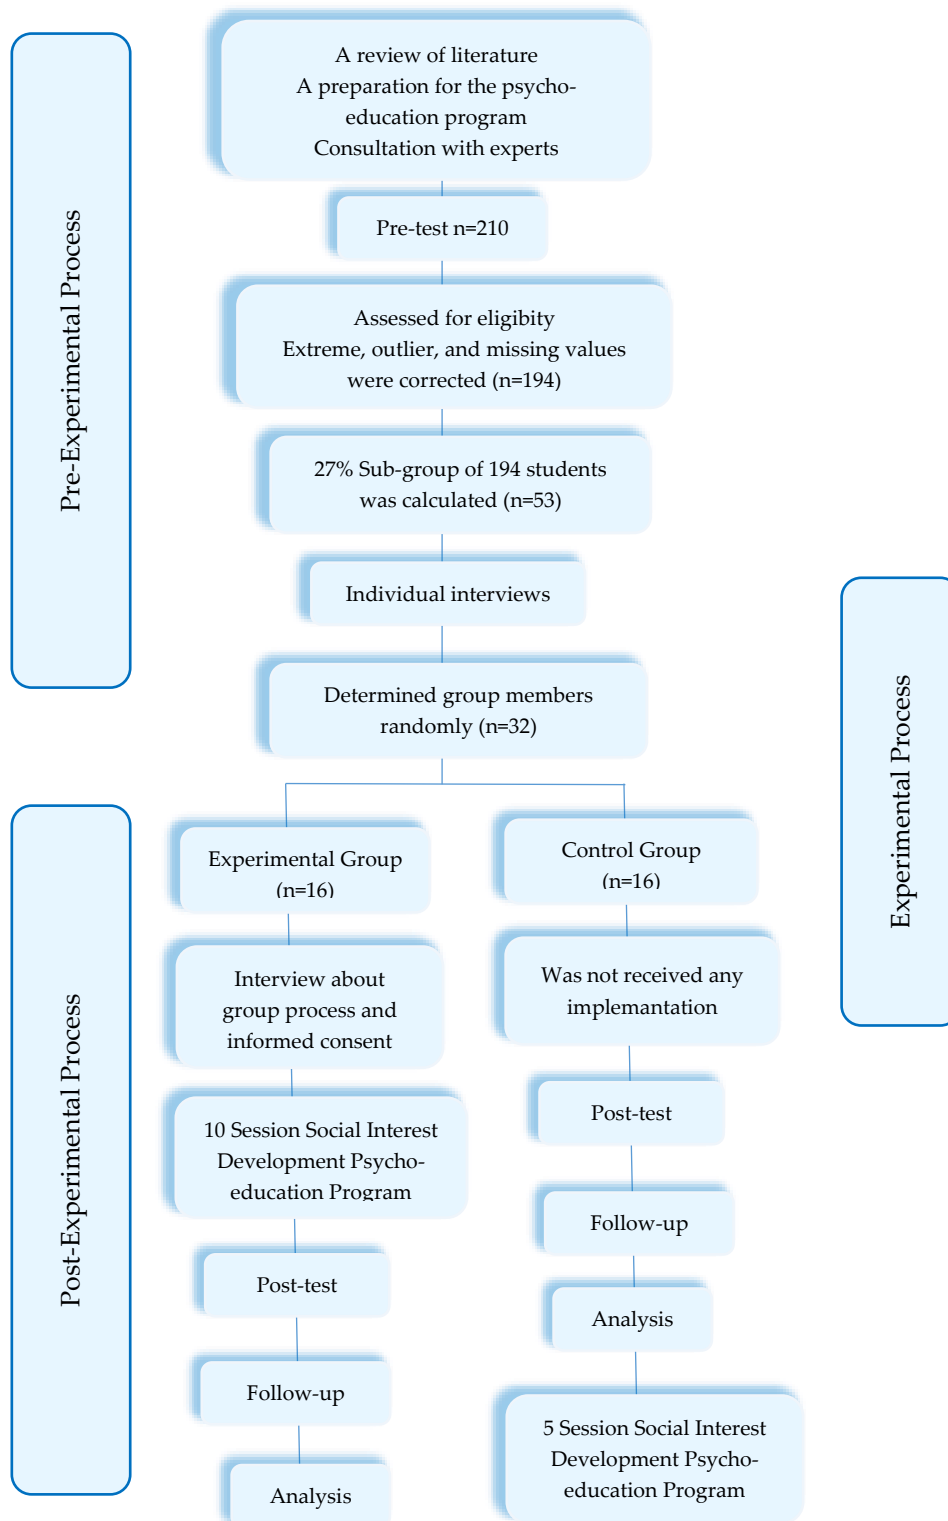 Pre-Experimental Process
A review of literature
A preparation for the psycho-
education program
Consultation with experts
Pre-test n=210
Assessed for eligibity
Extreme, outlier, and missing values
were corrected (n=194)
27% Sub-group of 194 students
was calculated (n=53)
Individual interviews
Determined group members
randomly (n=32)
Experimental Process
Post-Experimental Process
Experimental Group
(n=16)
Interview about
group process and
informed consent
10 Session Social Interest
Development Psycho-
education Program
Post-test
Follow-up
Analysis
Control Group
(n=16)
Was not received any
implemantation
Post-test
Follow-up
Analysis
5 Session Social Interest
Development Psycho-
education Program